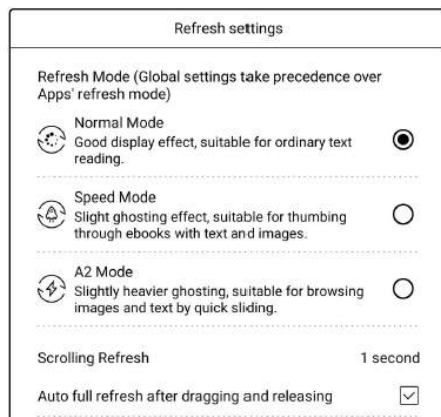 Refresh settings
Refresh Mode (Global settings take precedence over
Apps' refresh mode)
Normal Mode
Good display effect, suitable for ordinary text
reading.
Speed Mode
Slight ghosting effect, suitable for thumbing
through ebooks with text and images.
A2 Mode
Slightly heavier ghosting, suitable for browsing
images and text by quick sliding.
Scrolling Refresh 1 second
Auto full refresh after dragging and releasing